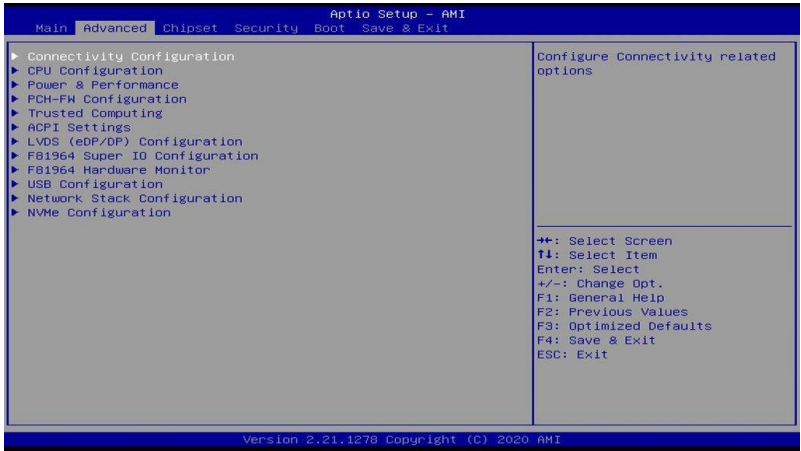 Aptio Setup - AMI
Main Advanced Chipset Security Boot Save & Exit
▶ Connectivity Configuration
▶ CPU Configuration
▶ Power & Performance
▶ PCH-FW Configuration
▶ Trusted Computing
▶ ACPI Settings
▶ LVDS (eDP/DP) Configuration
▶ F81964 Super IO Configuration
▶ F81964 Hardware Monitor
▶ USB Configuration
▶ Network Stack Configuration
▶ NVMe Configuration
Configure Connectivity related
options
→←: Select Screen
↑↓: Select Item
Enter: Select
+/-: Change Opt.
F1: General Help
F2: Previous Values
F3: Optimized Defaults
F4: Save & Exit
ESC: Exit
Version 2.21.1278 Copyright (C) 2020 AMI